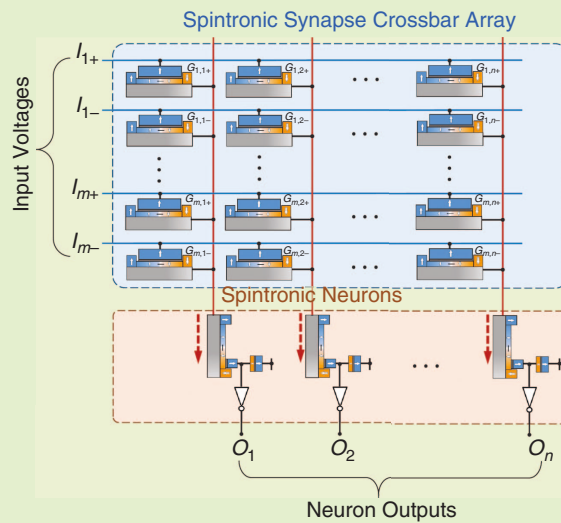 Spintronic Synapse Crossbar Array
Input Voltages
I1+
G1,1+ G1,2+ G1,n+
I1–
G1,1– G1,2– G1,n–
Im+
Gm,1+ Gm,2+ Gm,n+
Im–
Gm,1– Gm,2– Gm,n–
Spintronic Neurons
O1 O2 On
Neuron Outputs